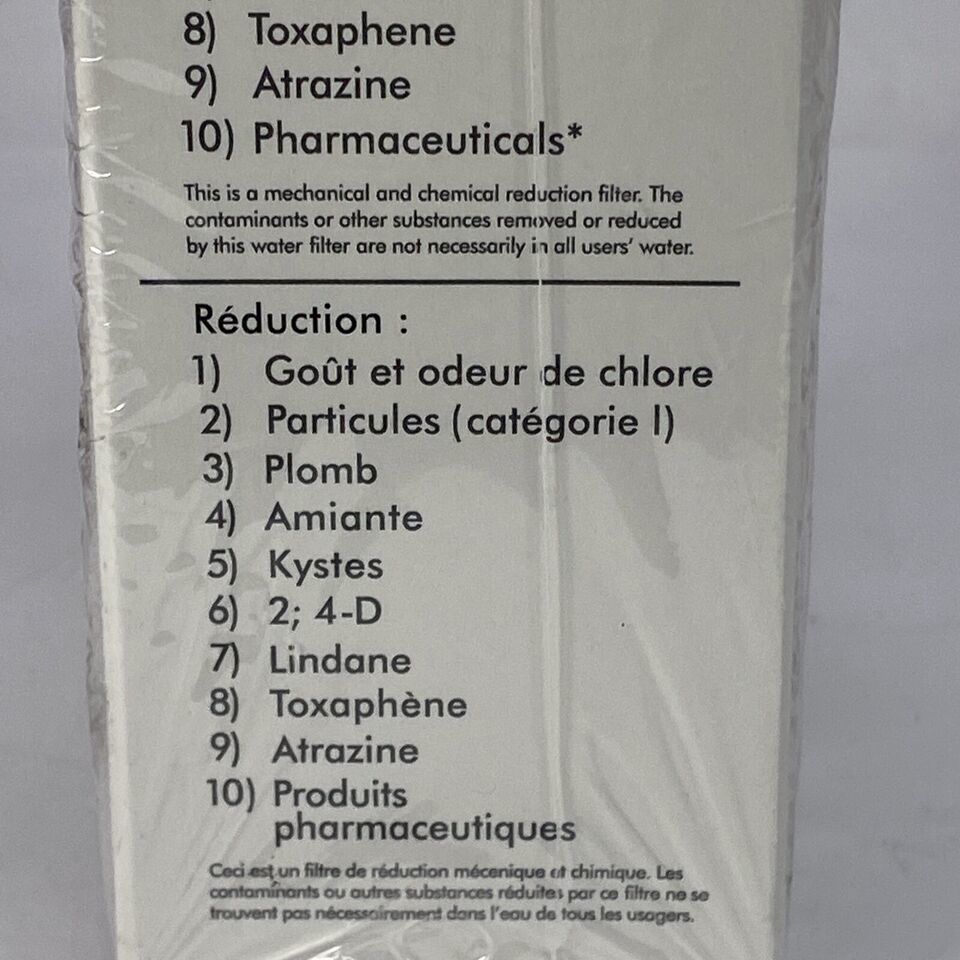 8) Toxaphene
9) Atrazine
10) Pharmaceuticals*
This is a mechanical and chemical reduction filter. The
contaminants or other substances removed or reduced
by this water filter are not necessarily in all users' water.
Réduction :
1) Goût et odeur de chlore
2) Particules (catégorie I)
3) Plomb
4) Amiante
5) Kystes
6) 2; 4-D
7) Lindane
8) Toxaphène
9) Atrazine
10) Produits
pharmaceutiques
Ceci est un filtre de réduction mécenique et chimique. Les
contaminants ou autres substances réduites par ce filtre ne se
trouvent pas nécessairement dans l'eau de tous les usagers.